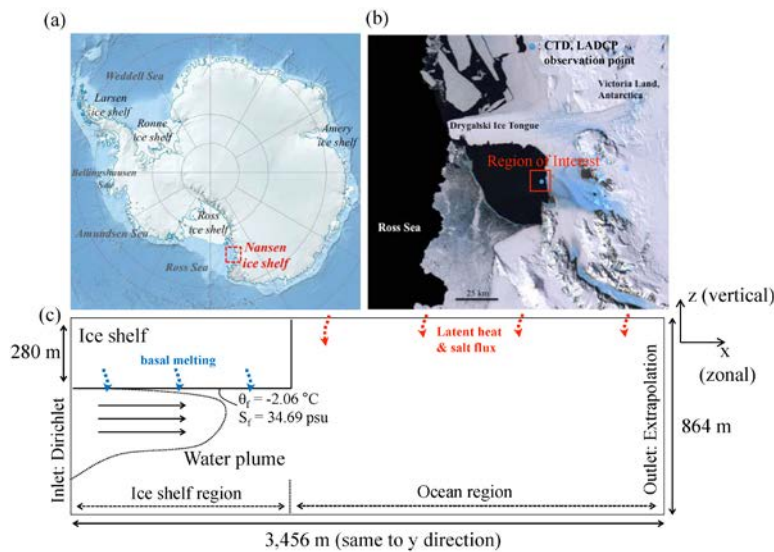 (a)
Weddell Sea
Larsen
ice shelf
Ronne
ice shelf
Amery
ice shelf
Bellingshausen
Sea
Ross
ice shelf
Amundsen Sea
Nansen
ice shelf
Ross Sea
(b)
: CTD, LADCP
observation point
Victoria Land,
Antarctica
Drygalski Ice Tongue
Region of Interest
Ross Sea
25 km
z (vertical)
x
(zonal)
(c)
280 m
Ice shelf
basal melting
Latent heat
& salt flux
θf = -2.06 °C
Sf = 34.69 psu
Water plume
Inlet: Dirichlet
Outlet: Extrapolation
864 m
Ice shelf region
Ocean region
3,456 m (same to y direction)